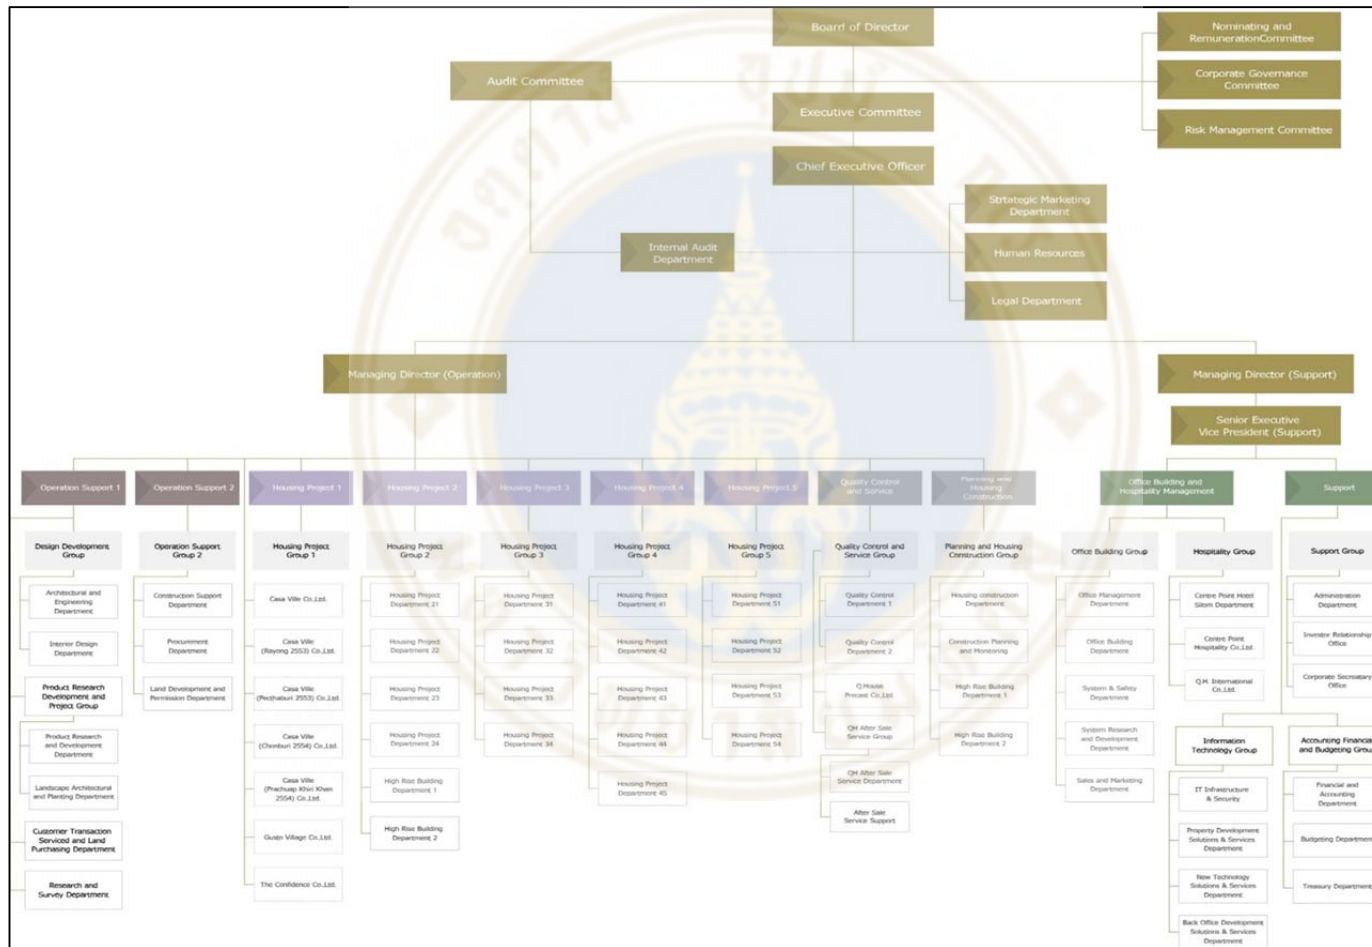 Board of Director
Nominating and
RemunerationCommittee
Audit Committee
Corporate Governance
Committee
Executive Committee
Risk Management Committee
Chief Executive Officer
Strtategic Marketing
Department
Internal Audit
Department
Human Resources
Legal Department
Managing Director (Operation)
Managing Director (Support)
Senior Executive
Vice President (Support)
Operation Support 1
Operation Support 2
Housing Project 1
Housing Project 2
Housing Project 3
Housing Project 4
Housing Project 5
Quality Control
and Service
Planning and
Housing
Construction
Office Building and
Hospitality Management
Support
Design Development
Group
Architectural and
Engineering
Department
Interior Design
Department
Product Research
Development and
Project Group
Product Research
and Development
Department
Landscape Architectural
and Planting Department
Customer Transaction
Serviced and Land
Purchasing Department
Research and
Survey Department
Operation Support
Group 2
Construction Support
Department
Procurement
Department
Land Development and
Permission Department
Housing Project
Group 1
Casa Ville Co.,Ltd.
Casa Ville
(Rayong 2553) Co.,Ltd.
Casa Ville
(Petchaburi 2553) Co.,Ltd.
Casa Ville
(Chonburi 2554) Co.,Ltd.
Casa Ville
(Prachuap Khiri Khan
2554) Co.,Ltd.
Gusto Village Co.,Ltd.
The Confidence Co.,Ltd.
Housing Project
Group 2
Housing Project
Department 21
Housing Project
Department 22
Housing Project
Department 23
Housing Project
Department 24
High Rise Building
Department 1
High Rise Building
Department 2
Housing Project
Group 3
Housing Project
Department 31
Housing Project
Department 32
Housing Project
Department 33
Housing Project
Department 34
Housing Project
Group 4
Housing Project
Department 41
Housing Project
Department 42
Housing Project
Department 43
Housing Project
Department 44
Housing Project
Department 45
Housing Project
Group 5
Housing Project
Department 51
Housing Project
Department 52
Housing Project
Department 53
Housing Project
Department 54
Quality Control and
Service Group
Quality Control
Department 1
Quality Control
Department 2
Q.House
Precast Co.,Ltd.
QH After Sale
Service Group
QH After Sale
Service Department
After Sale
Service Support
Planning and Housing
Construction Group
Housing construction
Department
Construction Planning
and Monitoring
High Rise Building
Department 1
High Rise Building
Department 2
Office Building Group
Office Management
Department
Office Building
Department
System & Safety
Department
System Research
and Development
Department
Sales and Marketing
Department
Hospitality Group
Centre Point Hotel
Silom Department
Centre Point
Hospitality Co.,Ltd.
Q.H. International
Co.,Ltd.
Information
Technology Group
IT Infrastructure
& Security
Property Development
Solutions & Services
Department
New Technology
Solutions & Services
Department
Back Office Development
Solutions & Services
Department
Support Group
Administration
Department
Investor Relationship
Office
Corporate Secreatary
Office
Accounting Financial
and Budgeting Group
Financial and
Accounting
Department
Budgeting Department
Treasury Department